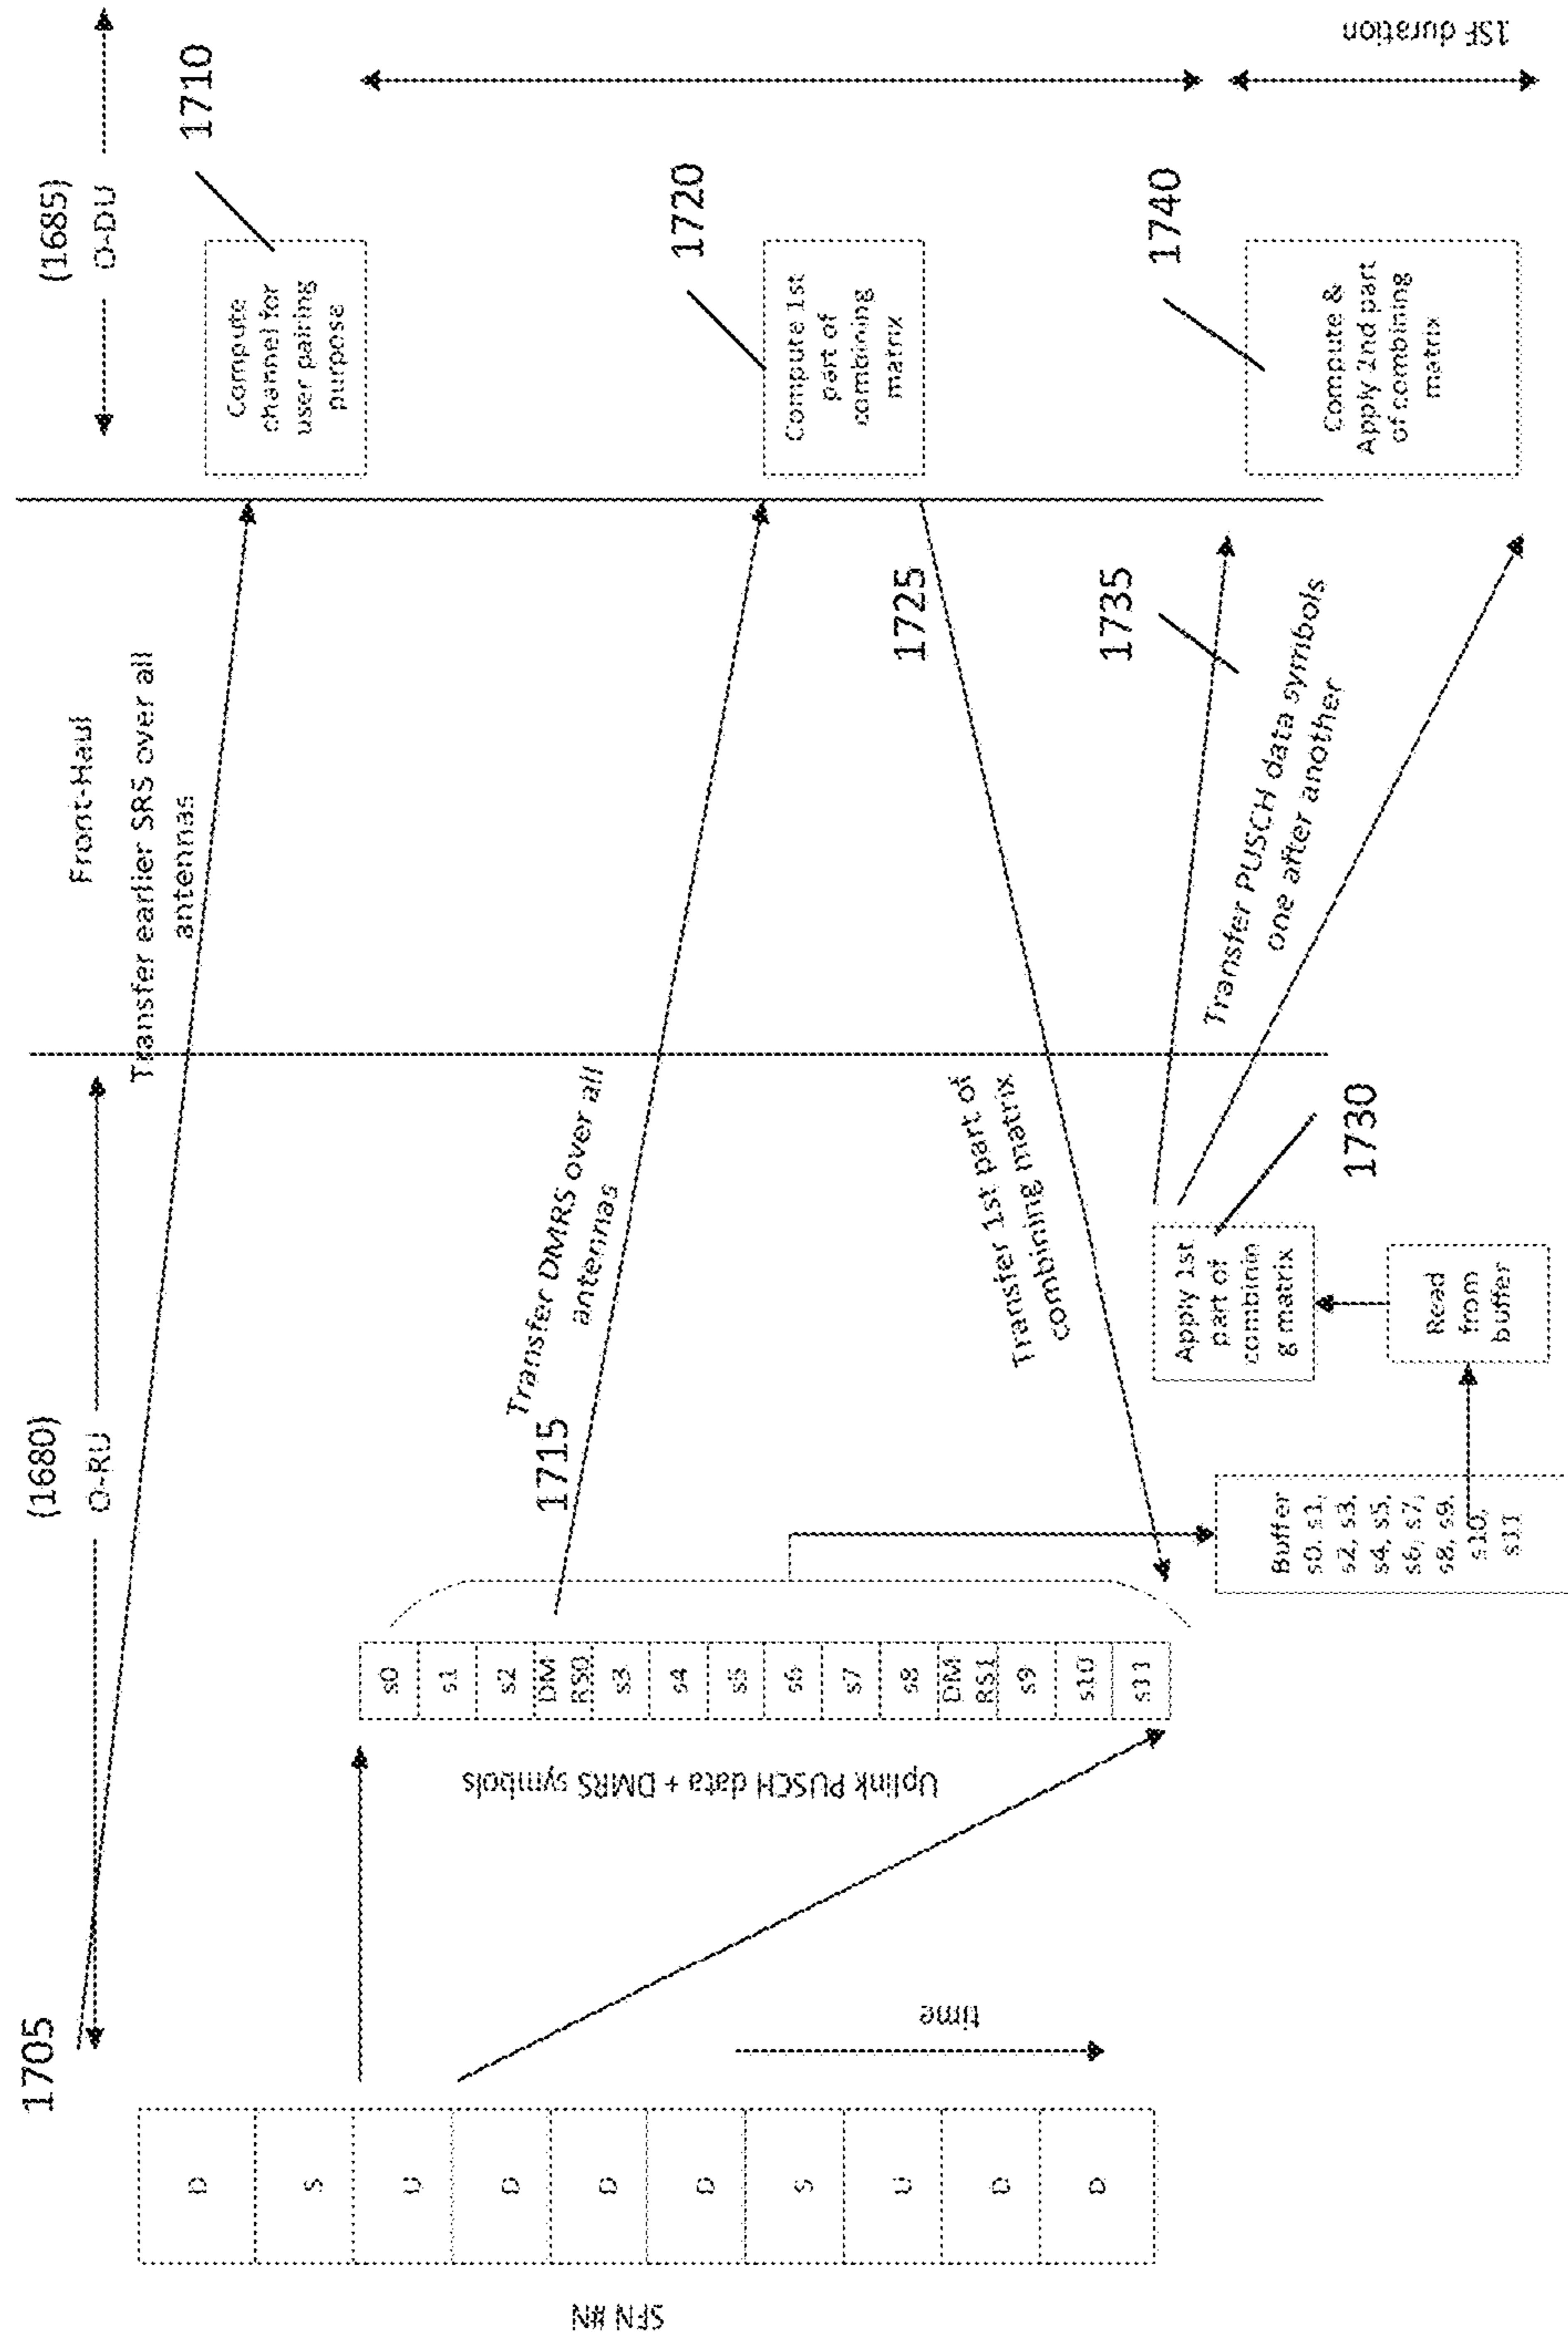 1705
(1680)
O-RU
Front-Haul
(1685)
O-DU
Transfer earlier SRS over all
antennas
1710
Compute
channel for
user pairing
purpose
SFN #N
D
S
U
D
D
D
S
U
D
D
time
Uplink PUSCH data + DMRS symbols
s0
s1
s2
DM
RS0
s3
s4
s5
s6
s7
s8
DM
RS1
s9
s10
s11
1715
Transfer DMRS over all
antennas
1720
Compute 1st
part of
combining
matrix
1725
Transfer 1st part of
combining matrix
Buffer
s0, s1,
s2, s3,
s4, s5,
s6, s7,
s8, s9,
s10,
s11
Read
from
buffer
Apply 1st
part of
combinin
g matrix
1730
1735
Transfer PUSCH data symbols
one after another
1740
Compute &
Apply 2nd part
of combining
matrix
1SF duration